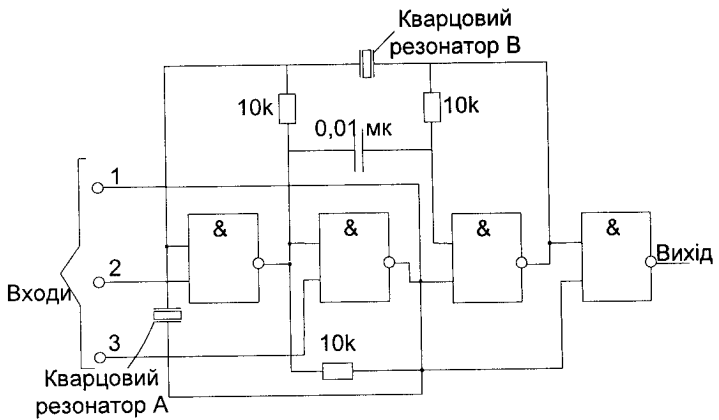 Кварцовий
резонатор В
10k
10k
0,01 мк
1
&
&
&
&
2
Вихід
Входи
3
10k
Кварцовий
резонатор А